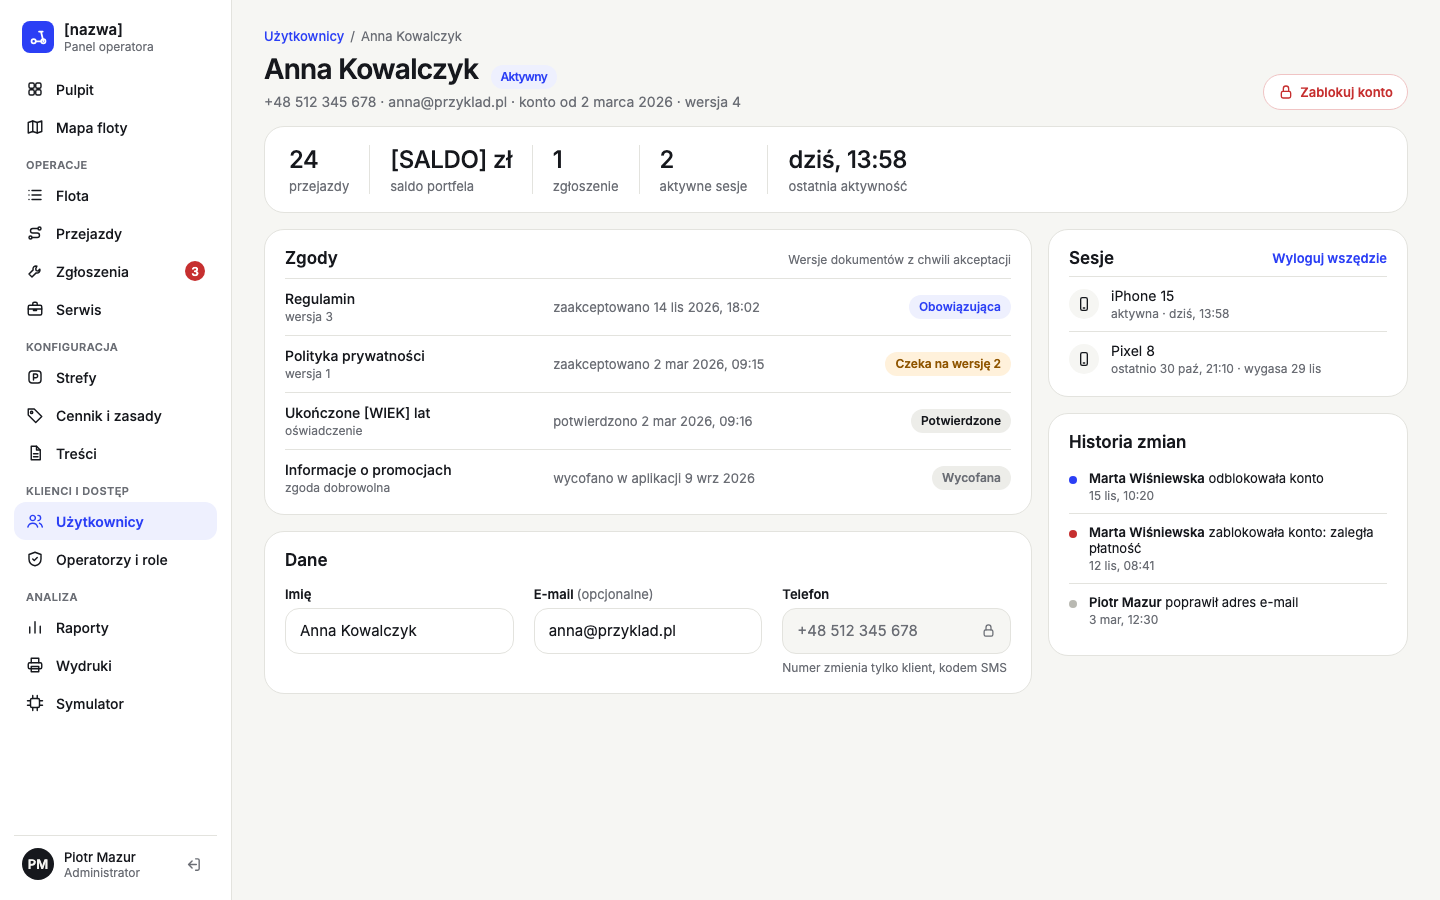 [nazwa]
Panel operatora
Pulpit
Mapa floty
OPERACJE
Flota
Przejazdy
Zgłoszenia 3
Serwis
KONFIGURACJA
Strefy
Cennik i zasady
Treści
KLIENCI I DOSTĘP
Użytkownicy
Operatorzy i role
ANALIZA
Raporty
Wydruki
Symulator
PM
Piotr Mazur
Administrator
Użytkownicy / Anna Kowalczyk
Anna Kowalczyk Aktywny
+48 512 345 678 · anna@przyklad.pl · konto od 2 marca 2026 · wersja 4
Zablokuj konto
24
przejazdy
[SALDO] zł
saldo portfela
1
zgłoszenie
2
aktywne sesje
dziś, 13:58
ostatnia aktywność
Zgody
Wersje dokumentów z chwili akceptacji
Regulamin
wersja 3
zaakceptowano 14 lis 2026, 18:02
Obowiązująca
Polityka prywatności
wersja 1
zaakceptowano 2 mar 2026, 09:15
Czeka na wersję 2
Ukończone [WIEK] lat
oświadczenie
potwierdzono 2 mar 2026, 09:16
Potwierdzone
Informacje o promocjach
zgoda dobrowolna
wycofano w aplikacji 9 wrz 2026
Wycofana
Dane
Imię
Anna Kowalczyk
E-mail (opcjonalne)
anna@przyklad.pl
Telefon
+48 512 345 678
Numer zmienia tylko klient, kodem SMS
Sesje
Wyloguj wszędzie
iPhone 15
aktywna · dziś, 13:58
Pixel 8
ostatnio 30 paź, 21:10 · wygasa 29 lis
Historia zmian
Marta Wiśniewska odblokowała konto
15 lis, 10:20
Marta Wiśniewska zablokowała konto: zaległa
płatność
12 lis, 08:41
Piotr Mazur poprawił adres e-mail
3 mar, 12:30